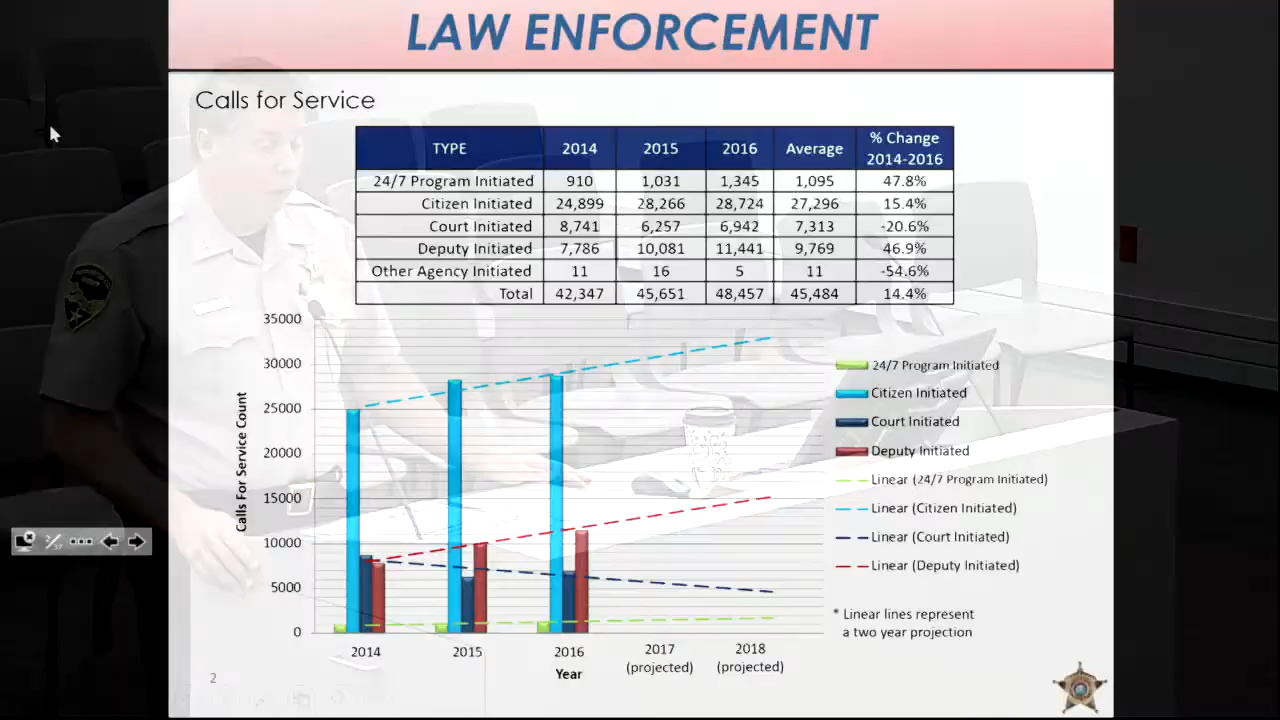 LAW ENFORCEMENT
Calls for Service
TYPE 2014 2015 2016 Average % Change 2014-2016
24/7 Program Initiated 910 1,031 1,345 1,095 47.8%
Citizen Initiated 24,899 28,266 28,724 27,296 15.4%
Court Initiated 8,741 6,257 6,942 7,313 -20.6%
Deputy Initiated 7,786 10,081 11,441 9,769 46.9%
Other Agency Initiated 11 16 5 11 -54.6%
Total 42,347 45,651 48,457 45,484 14.4%
Calls For Service Count
35000
30000
25000
20000
15000
10000
5000
0
2014 2015 2016 2017 2018
(projected) (projected)
Year
24/7 Program Initiated
Citizen Initiated
Court Initiated
Deputy Initiated
Linear (24/7 Program Initiated)
Linear (Citizen Initiated)
Linear (Court Initiated)
Linear (Deputy Initiated)
* Linear lines represent
a two year projection
2